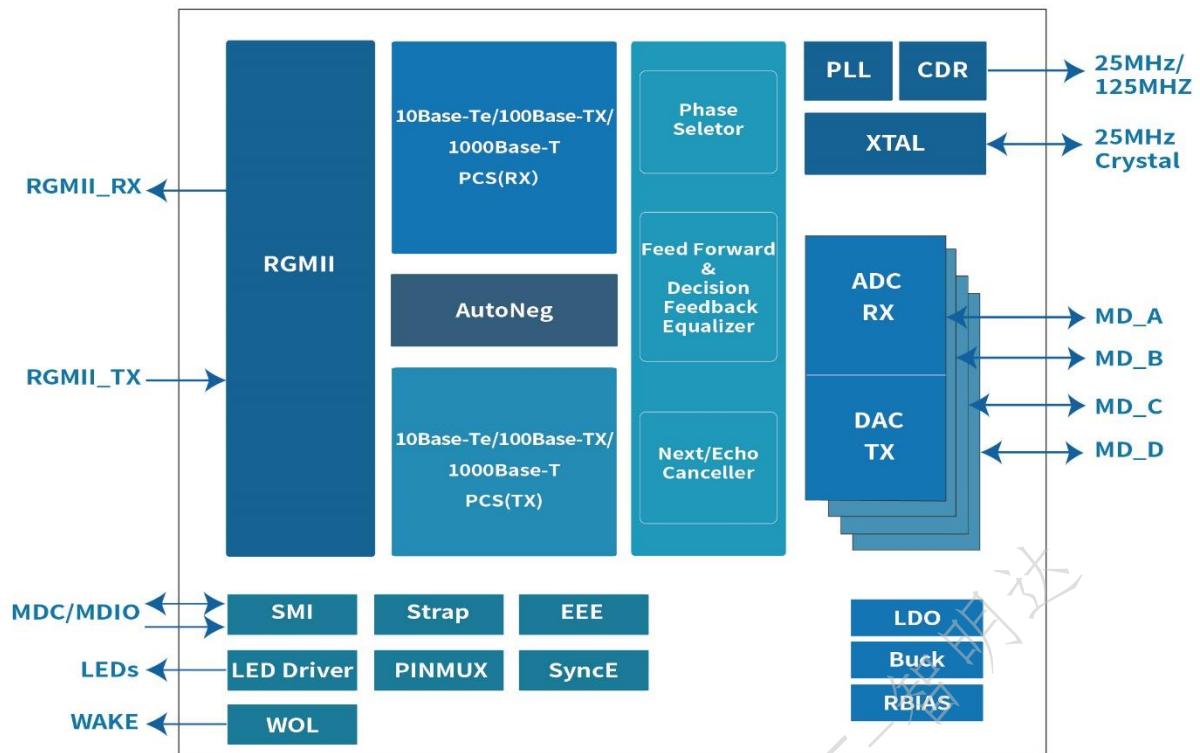 RGMII_RX
RGMII_TX
RGMII
10Base-Te/100Base-TX/
1000Base-T
PCS(RX)
AutoNeg
10Base-Te/100Base-TX/
1000Base-T
PCS(TX)
Phase
Seletor
Feed Forward
&
Decision
Feedback
Equalizer
Next/Echo
Canceller
PLL
CDR
25MHz/
125MHZ
XTAL
25MHz
Crystal
ADC
RX
DAC
TX
MD_A
MD_B
MD_C
MD_D
MDC/MDIO
SMI
Strap
EEE
LEDs
LED Driver
PINMUX
SyncE
WAKE
WOL
LDO
Buck
RBIAS
智明达